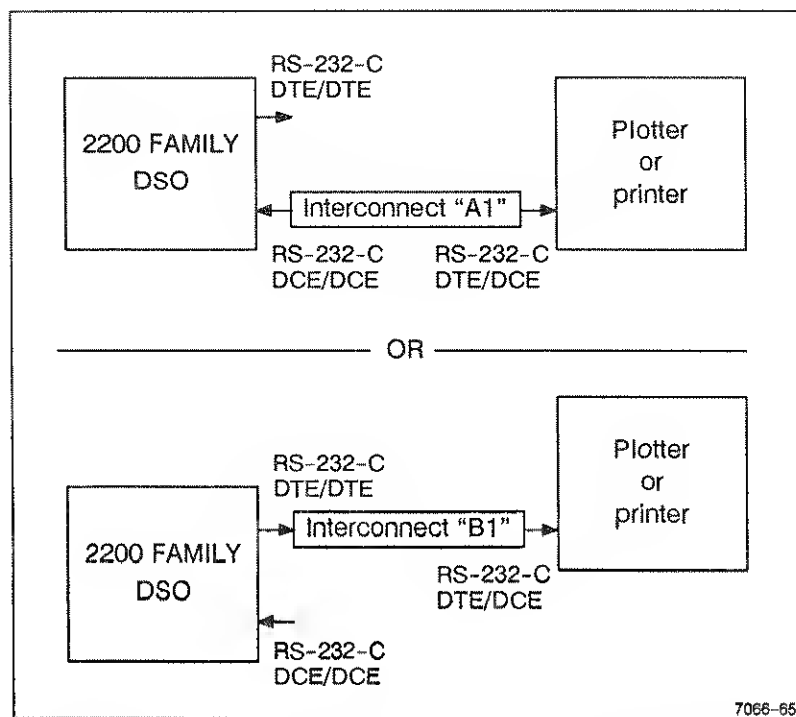 RS-232-C
DTE/DTE
2200 FAMILY
DSO
Plotter
or
printer
Interconnect “A1”
RS-232-C
DCE/DCE
RS-232-C
DTE/DCE
OR
RS-232-C
DTE/DTE
2200 FAMILY
DSO
Interconnect “B1”
Plotter
or
printer
RS-232-C
DTE/DCE
RS-232-C
DCE/DCE
7066-65